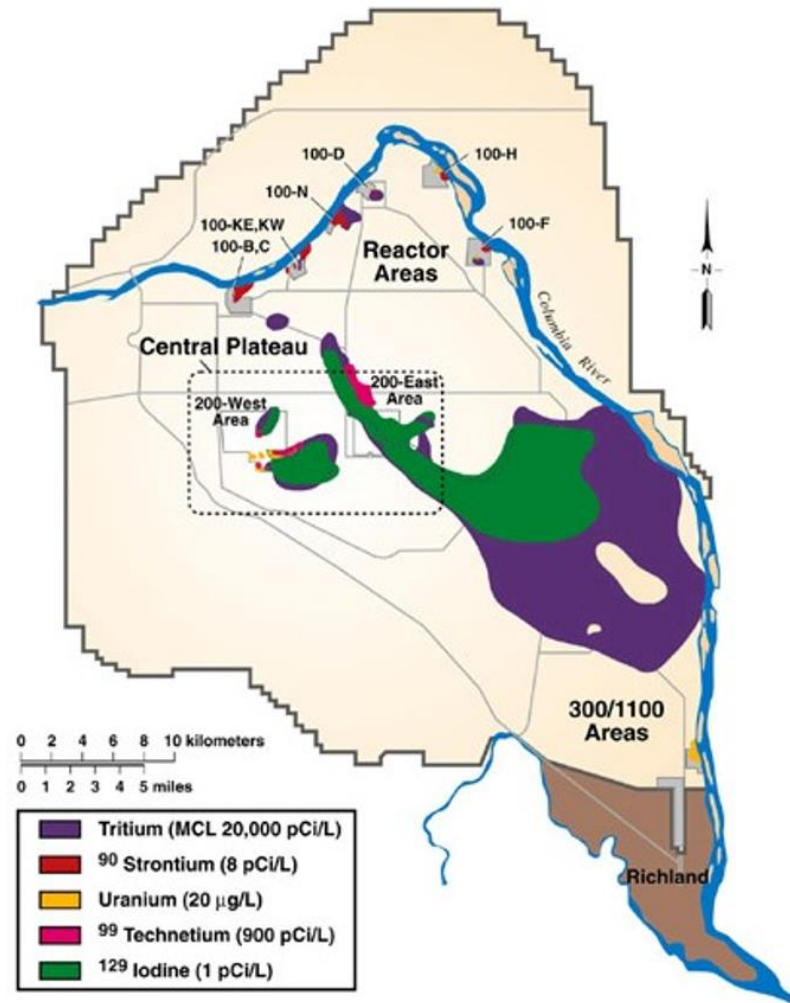 100-D
100-H
100-N
100-F
100-KE,KW
100-B,C
Reactor
Areas
N
Columbia River
Central Plateau
200-East
Area
200-West
Area
300/1100
Areas
0 2 4 6 8 10 kilometers
0 1 2 3 4 5 miles
Richland
Tritium (MCL 20,000 pCi/L)
90 Strontium (8 pCi/L)
Uranium (20 µg/L)
99 Technetium (900 pCi/L)
129 Iodine (1 pCi/L)